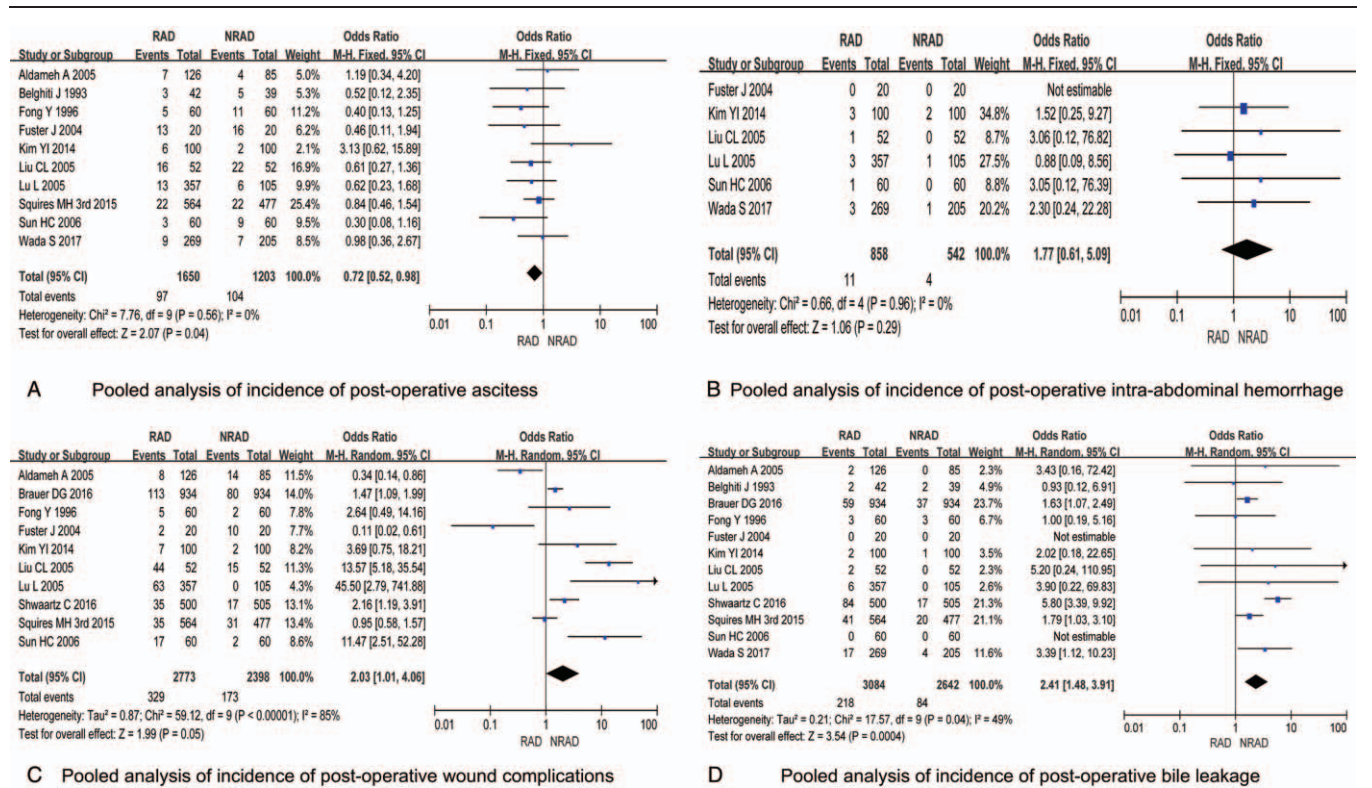 RAD NRAD Odds Ratio Odds Ratio
Study or Subgroup Events Total Events Total Weight M-H, Fixed, 95% CI M-H, Fixed, 95% CI
Aldameh A 2005 7 126 4 85 5.0% 1.19 [0.34, 4.20]
Belghiti J 1993 3 42 5 39 5.3% 0.52 [0.12, 2.35]
Fong Y 1996 5 60 11 60 11.2% 0.40 [0.13, 1.25]
Fuster J 2004 13 20 16 20 6.2% 0.46 [0.11, 1.94]
Kim YI 2014 6 100 2 100 2.1% 3.13 [0.62, 15.89]
Liu CL 2005 16 52 22 52 16.9% 0.61 [0.27, 1.36]
Lu L 2005 13 357 6 105 9.9% 0.62 [0.23, 1.68]
Squires MH 3rd 2015 22 564 22 477 25.4% 0.84 [0.46, 1.54]
Sun HC 2006 3 60 9 60 9.5% 0.30 [0.08, 1.16]
Wada S 2017 9 269 7 205 8.5% 0.98 [0.36, 2.67]
Total (95% CI) 1650 1203 100.0% 0.72 [0.52, 0.98]
Total events 97 104
Heterogeneity: Chi² = 7.76, df = 9 (P = 0.56); I² = 0%
Test for overall effect: Z = 2.07 (P = 0.04)
0.01 0.1 1 10 100
RAD NRAD
A Pooled analysis of incidence of post-operative ascitess
RAD NRAD Odds Ratio Odds Ratio
Study or Subgroup Events Total Events Total Weight M-H, Fixed, 95% CI M-H, Fixed, 95% CI
Fuster J 2004 0 20 0 20 Not estimable
Kim YI 2014 3 100 2 100 34.8% 1.52 [0.25, 9.27]
Liu CL 2005 1 52 0 52 8.7% 3.06 [0.12, 76.82]
Lu L 2005 3 357 1 105 27.5% 0.88 [0.09, 8.56]
Sun HC 2006 1 60 0 60 8.8% 3.05 [0.12, 76.39]
Wada S 2017 3 269 1 205 20.2% 2.30 [0.24, 22.28]
Total (95% CI) 858 542 100.0% 1.77 [0.61, 5.09]
Total events 11 4
Heterogeneity: Chi² = 0.66, df = 4 (P = 0.96); I² = 0%
Test for overall effect: Z = 1.06 (P = 0.29)
0.01 0.1 1 10 100
RAD NRAD
B Pooled analysis of incidence of post-operative intra-abdominal hemorrhage
RAD NRAD Odds Ratio Odds Ratio
Study or Subgroup Events Total Events Total Weight M-H, Random, 95% CI M-H, Random, 95% CI
Aldameh A 2005 8 126 14 85 11.5% 0.34 [0.14, 0.86]
Brauer DG 2016 113 934 80 934 14.0% 1.47 [1.09, 1.99]
Fong Y 1996 5 60 2 60 7.8% 2.64 [0.49, 14.16]
Fuster J 2004 2 20 10 20 7.7% 0.11 [0.02, 0.61]
Kim YI 2014 7 100 2 100 8.2% 3.69 [0.75, 18.21]
Liu CL 2005 44 52 15 52 11.2% 13.57 [5.18, 35.54]
Lu L 2005 63 357 0 105 4.3% 45.50 [2.79, 741.88]
Shwaartz C 2016 35 500 17 505 13.1% 2.16 [1.19, 3.91]
Squires MH 3rd 2015 35 564 31 477 13.5% 0.95 [0.58, 1.57]
Sun HC 2006 17 60 2 60 8.6% 11.47 [2.51, 52.28]
Total (95% CI) 2773 2398 100.0% 2.03 [1.01, 4.06]
Total events 329 173
Heterogeneity: Tau² = 0.87; Chi² = 59.12, df = 9 (P < 0.00001); I² = 85%
Test for overall effect: Z = 1.99 (P = 0.05)
0.01 0.1 1 10 100
RAD NRAD
C Pooled analysis of incidence of post-operative wound complications
RAD NRAD Odds Ratio Odds Ratio
Study or Subgroup Events Total Events Total Weight M-H, Random, 95% CI M-H, Random, 95% CI
Aldameh A 2005 2 126 0 85 2.3% 3.43 [0.16, 72.42]
Belghiti J 1993 2 42 2 39 4.9% 0.93 [0.12, 6.91]
Brauer DG 2016 59 934 37 934 23.7% 1.63 [1.07, 2.49]
Fong Y 1996 3 60 3 60 6.7% 1.00 [0.19, 5.16]
Fuster J 2004 0 20 0 20 Not estimable
Kim YI 2014 2 100 1 100 3.5% 2.02 [0.18, 22.65]
Liu CL 2005 2 52 0 52 2.3% 5.20 [0.24, 110.95]
Lu L 2005 6 357 0 105 2.6% 3.90 [0.22, 69.83]
Shwaartz C 2016 84 500 17 505 21.3% 5.80 [3.39, 9.92]
Squires MH 3rd 2015 41 564 20 477 21.1% 1.79 [1.03, 3.10]
Sun HC 2006 0 60 0 60 Not estimable
Wada S 2017 17 269 4 205 11.6% 3.39 [1.12, 10.23]
Total (95% CI) 3084 2642 100.0% 2.41 [1.48, 3.91]
Total events 218 84
Heterogeneity: Tau² = 0.21; Chi² = 17.57, df = 9 (P = 0.04); I² = 49%
Test for overall effect: Z = 3.54 (P = 0.0004)
0.01 0.1 1 10 100
RAD NRAD
D Pooled analysis of incidence of post-operative bile leakage